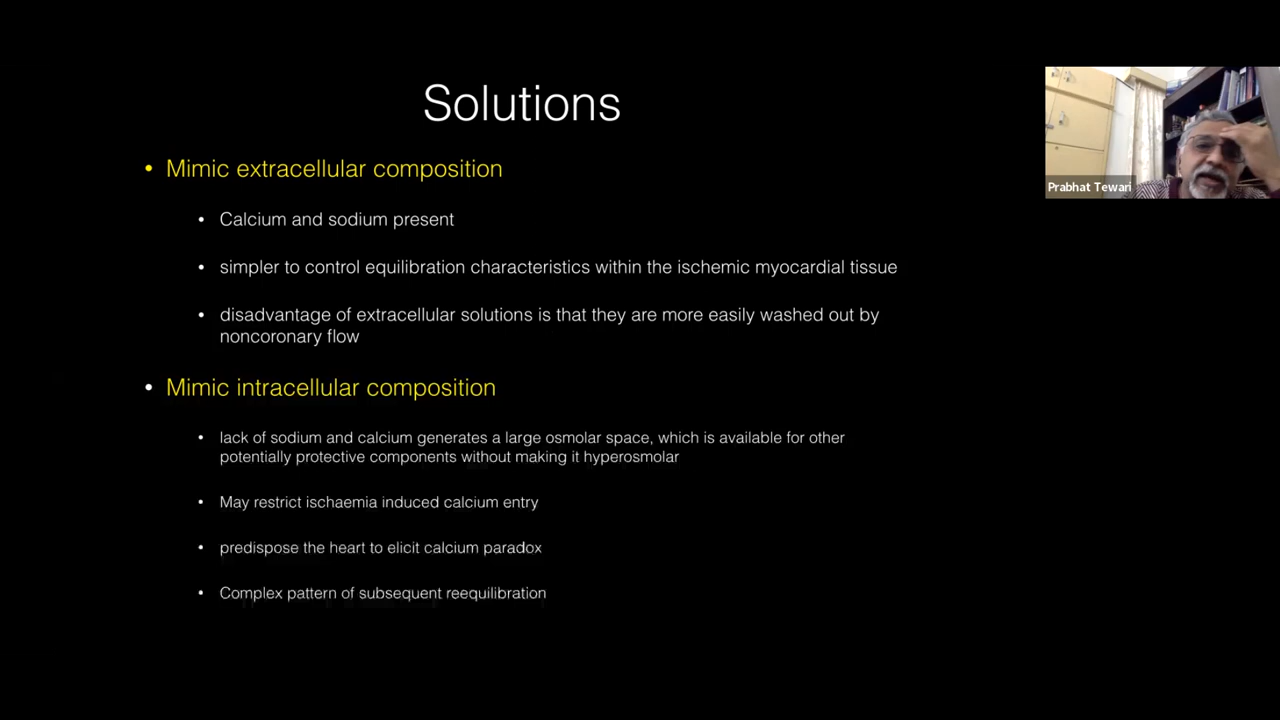 Solutions
• Mimic extracellular composition
• Calcium and sodium present
• simpler to control equilibration characteristics within the ischemic myocardial tissue
• disadvantage of extracellular solutions is that they are more easily washed out by
noncoronary flow
• Mimic intracellular composition
• lack of sodium and calcium generates a large osmolar space, which is available for other
potentially protective components without making it hyperosmolar
• May restrict ischaemia induced calcium entry
• predispose the heart to elicit calcium paradox
• Complex pattern of subsequent reequilibration
Prabhat Tewari